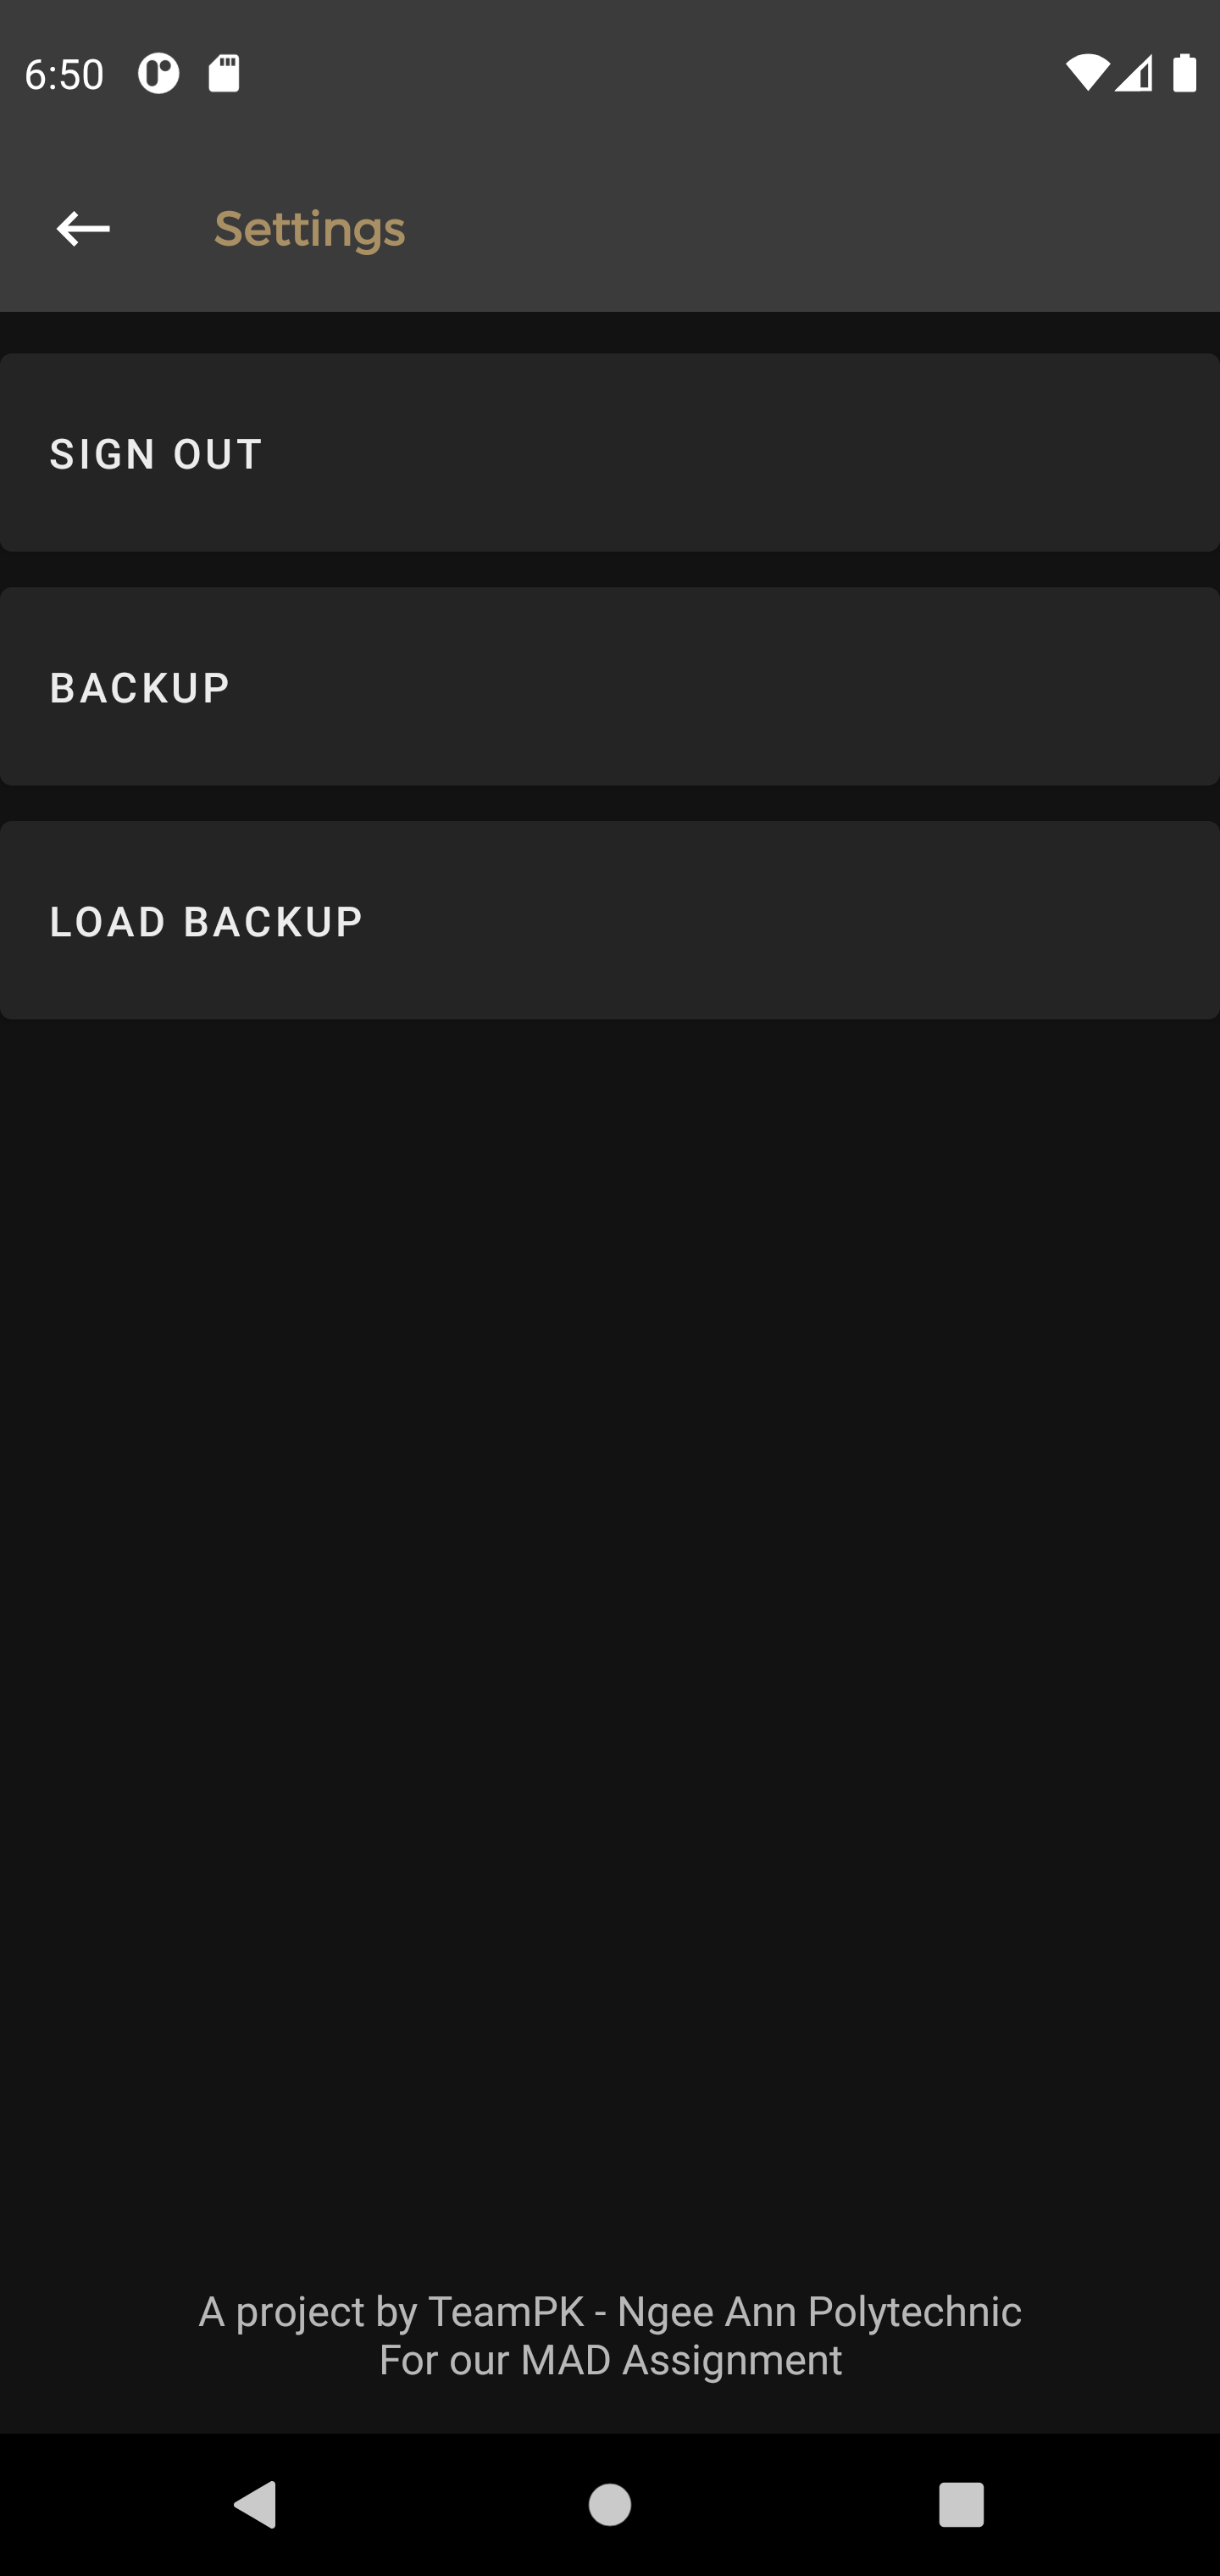 6:50
Settings
SIGN OUT
BACKUP
LOAD BACKUP
A project by TeamPK - Ngee Ann Polytechnic
For our MAD Assignment